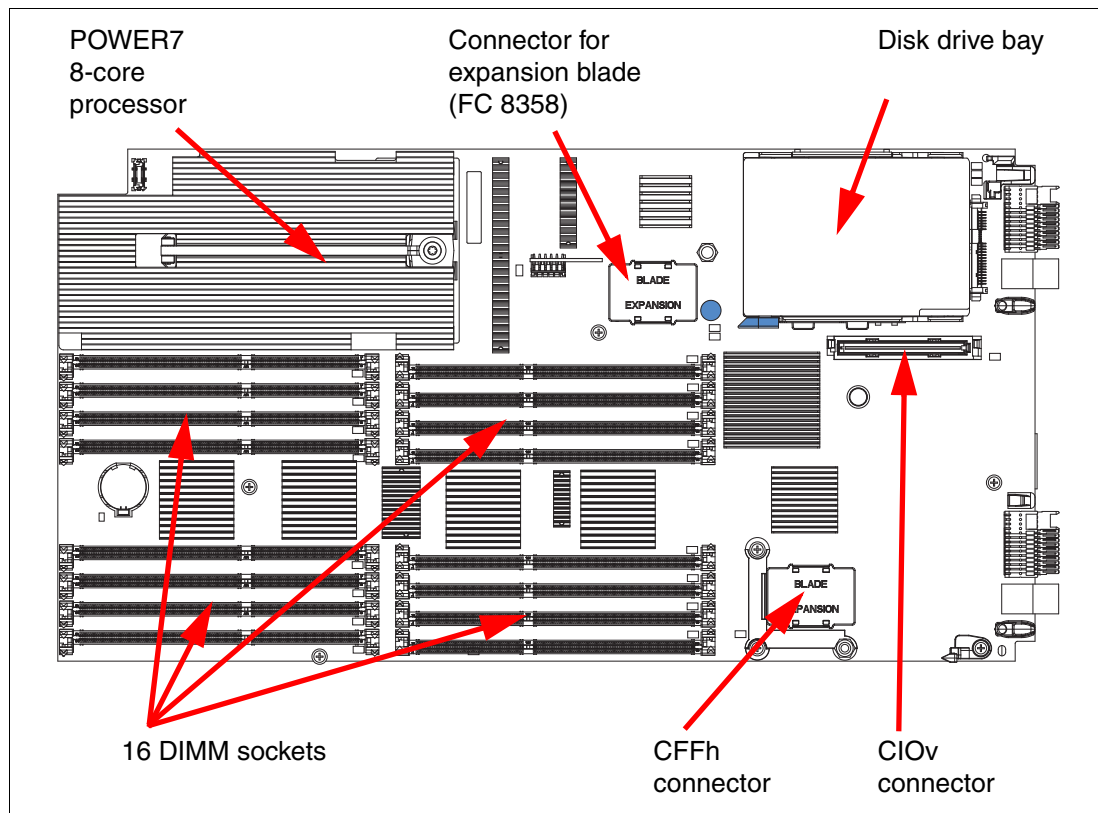 POWER7
8-core
processor
Connector for
expansion blade
(FC 8358)
Disk drive bay
BLADE
EXPANSION
BLADE
PANSION
16 DIMM sockets
CFFh
connector
CIOv
connector